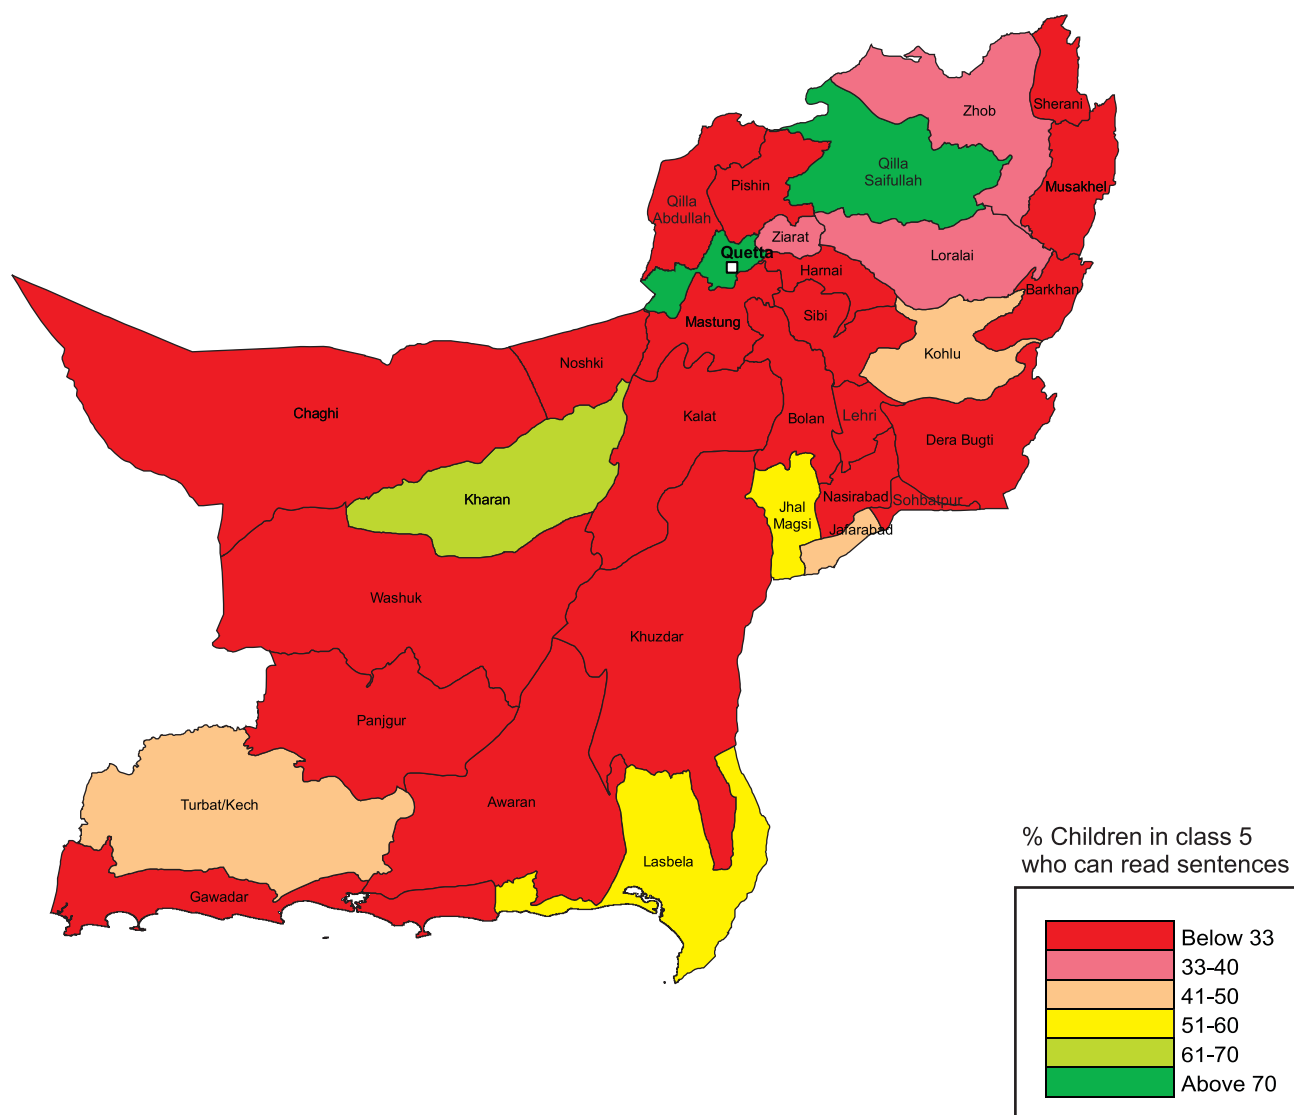 Zhob
Sherani
Qilla
Saifullah
Pishin
Musakhel
Qilla
Abdullah
Ziarat
Quetta
Loralai
Harnai
Barkhan
Sibi
Mastung
Kohlu
Noshki
Chaghi
Kalat
Bolan
Lehri
Dera Bugti
Kharan
Nasirabad
Sohbatpur
Jhal
Magsi
Jafarabad
Washuk
Khuzdar
Panjgur
Turbat/Kech
Awaran
Lasbela
Gawadar
% Children in class 5
who can read sentences
Below 33
33-40
41-50
51-60
61-70
Above 70